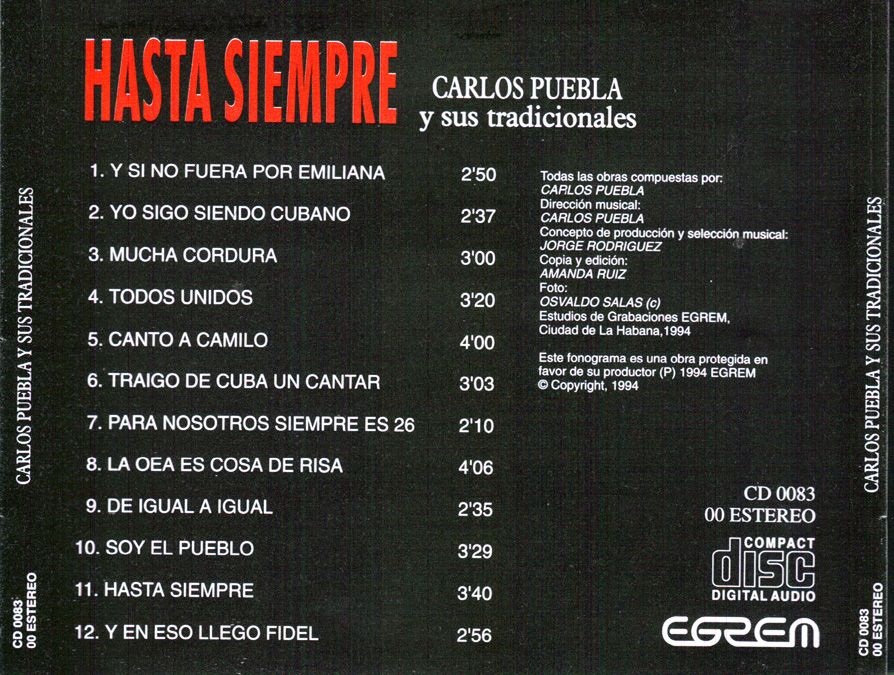 HASTA SIEMPRE
CARLOS PUEBLA
y sus tradicionales
1. Y SI NO FUERA POR EMILIANA 2'50
2. YO SIGO SIENDO CUBANO 2'37
3. MUCHA CORDURA 3'00
4. TODOS UNIDOS 3'20
5. CANTO A CAMILO 4'00
6. TRAIGO DE CUBA UN CANTAR 3'03
7. PARA NOSOTROS SIEMPRE ES 26 2'10
8. LA OEA ES COSA DE RISA 4'06
9. DE IGUAL A IGUAL 2'35
10. SOY EL PUEBLO 3'29
11. HASTA SIEMPRE 3'40
12. Y EN ESO LLEGO FIDEL 2'56
Todas las obras compuestas por:
CARLOS PUEBLA
Dirección musical:
CARLOS PUEBLA
Concepto de producción y selección musical:
JORGE RODRIGUEZ
Copia y edición:
AMANDA RUIZ
Foto:
OSVALDO SALAS (c)
Estudios de Grabaciones EGREM,
Ciudad de La Habana,1994
Este fonograma es una obra protegida en
favor de su productor (P) 1994 EGREM
© Copyright, 1994
CD 0083
00 ESTEREO
COMPACT
disc
DIGITAL AUDIO
EGREM
CARLOS PUEBLA Y SUS TRADICIONALES
CD 0083
00 ESTEREO
CARLOS PUEBLA Y SUS TRADICIONALES
CD 0083
00 ESTEREO